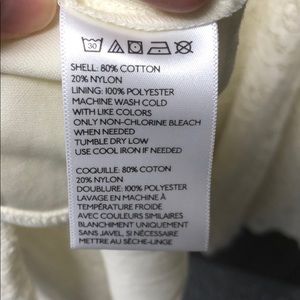 30
SHELL: 80% COTTON
20% NYLON
LINING: 100% POLYESTER
MACHINE WASH COLD
WITH LIKE COLORS
ONLY NON-CHLORINE BLEACH
WHEN NEEDED
TUMBLE DRY LOW
USE COOL IRON IF NEEDED
COQUILLE: 80% COTTON
20% NYLON
DOUBLURE: 100% POLYESTER
LAVAGE EN MACHINE À
TEMPÉRATURE FROIDE
AVEC COULEURS SIMILAIRES
BLANCHIMENT UNIQUEMENT
SANS JAVEL, SI NÉCESSAIRE
METTRE AU SÈCHE-LINGE